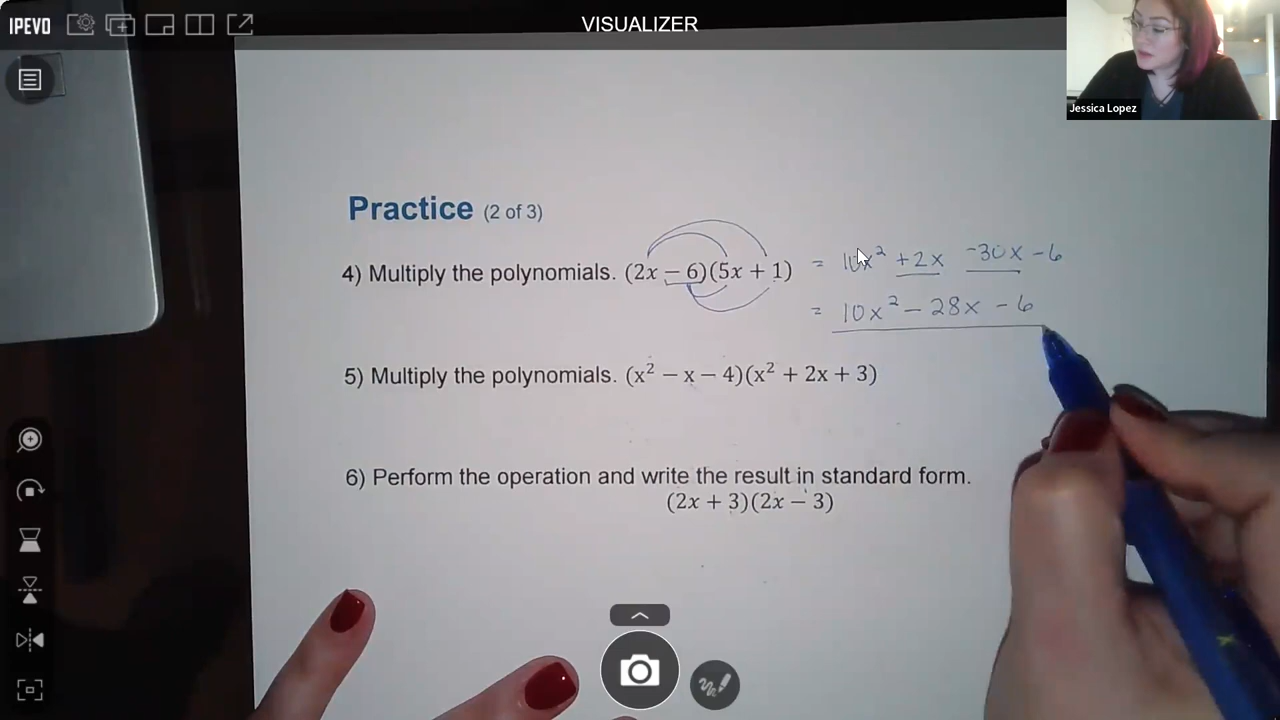 IPEVO
VISUALIZER
Jessica Lopez
Practice (2 of 3)
4) Multiply the polynomials. (2x − 6)(5x + 1) = 10x² +2x -30x -6
= 10x² - 28x - 6
5) Multiply the polynomials. (x² − x − 4)(x² + 2x + 3)
6) Perform the operation and write the result in standard form.
(2x + 3)(2x − 3)